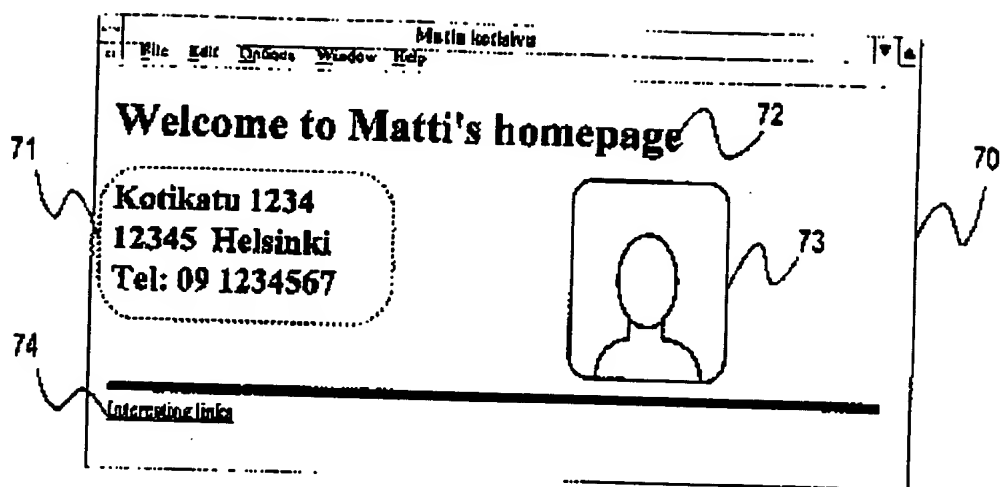 Matin kotisivu
File Edit Options Window Help
Welcome to Matti's homepage
72
71
70
Kotikatu 1234
12345 Helsinki
Tel: 09 1234567
73
74
Interesting links